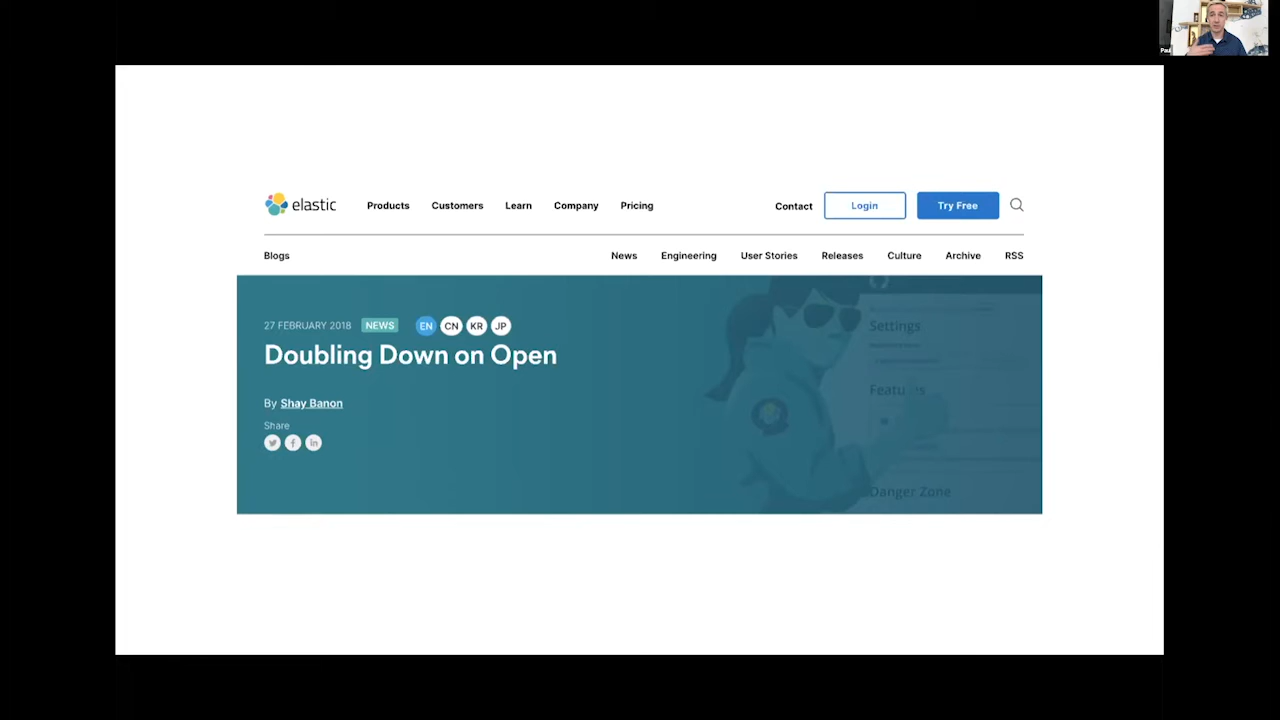 Paul
elastic Products Customers Learn Company Pricing Contact Login Try Free
Blogs News Engineering User Stories Releases Culture Archive RSS
27 FEBRUARY 2018 NEWS EN CN KR JP
Doubling Down on Open
By Shay Banon
Share
Settings
Features
Danger Zone